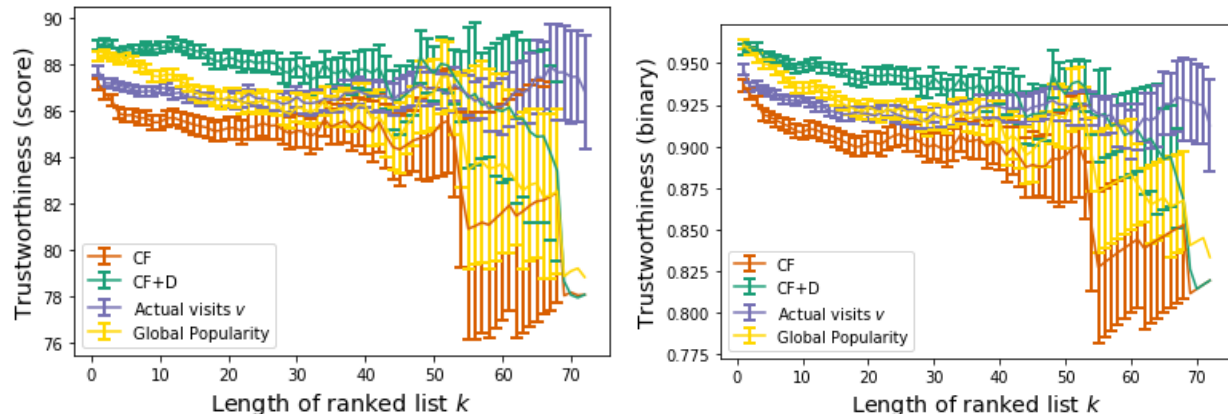 90
88
86
84
82
80
78
76
Trustworthiness (score)
CF
CF+D
Actual visits v
Global Popularity
0 10 20 30 40 50 60 70
Length of ranked list k
0.950
0.925
0.900
0.875
0.850
0.825
0.800
0.775
Trustworthiness (binary)
CF
CF+D
Actual visits v
Global Popularity
0 10 20 30 40 50 60 70
Length of ranked list k